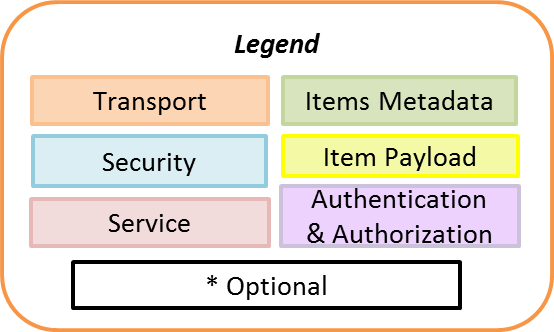 Legend
Transport
Items Metadata
Security
Item Payload
Service
Authentication
& Authorization
* Optional